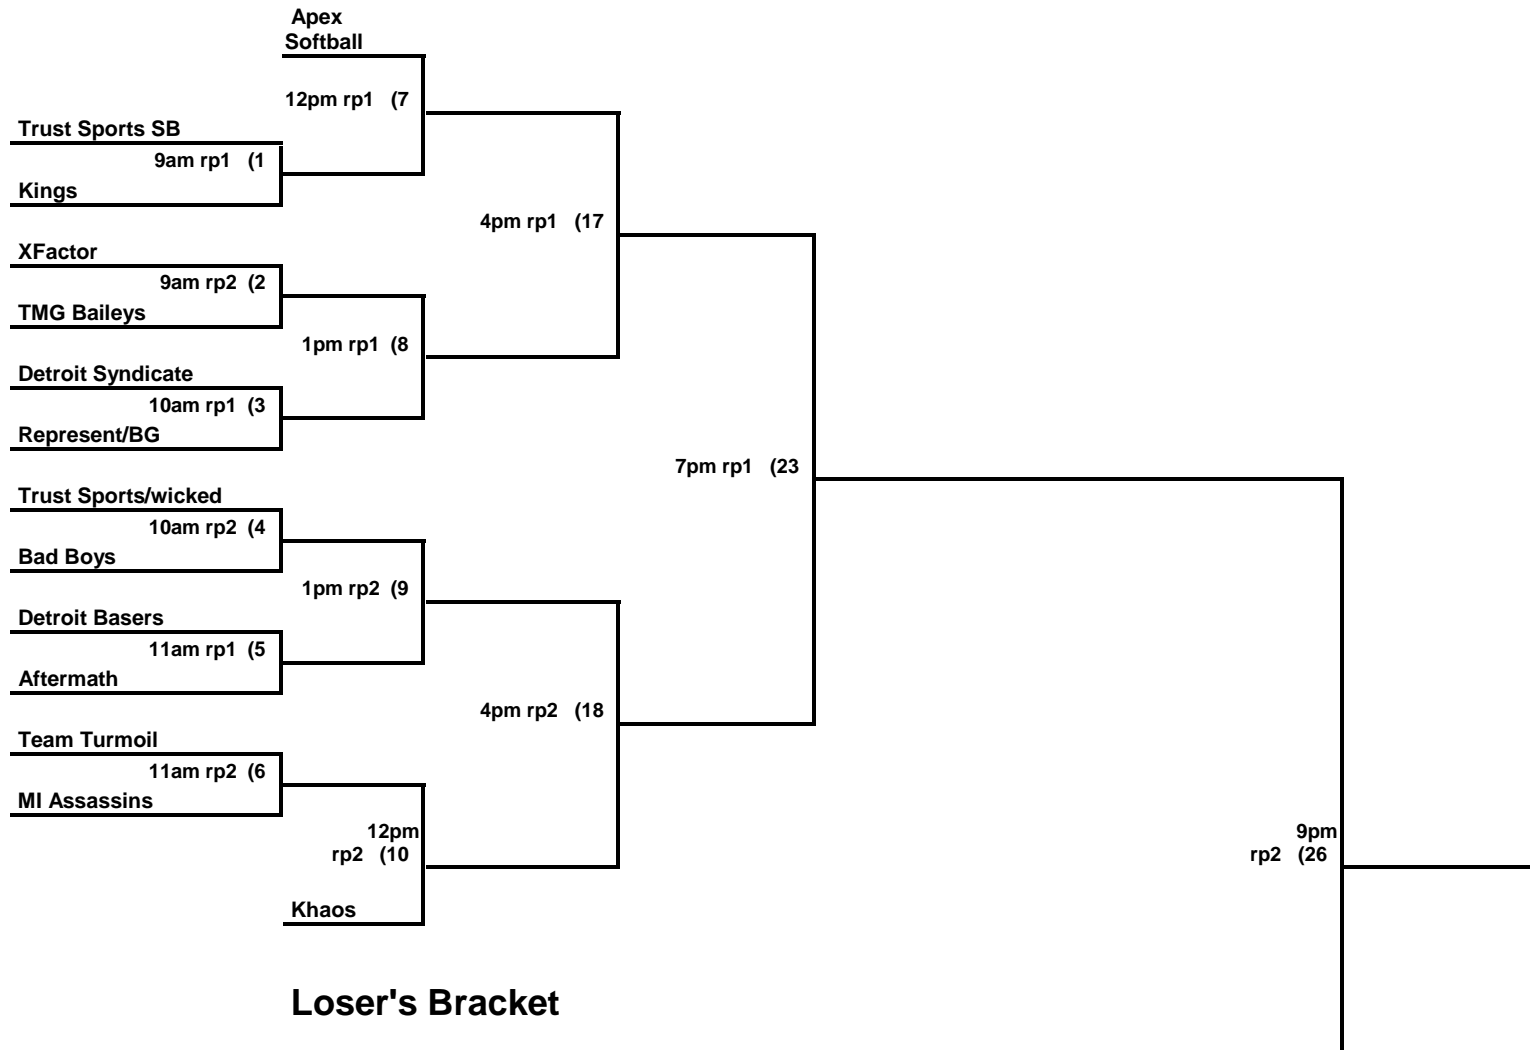 Apex
Softball
12pm rp1 (7
Trust Sports SB
9am rp1 (1
Kings
4pm rp1 (17
XFactor
9am rp2 (2
TMG Baileys
1pm rp1 (8
Detroit Syndicate
10am rp1 (3
Represent/BG
7pm rp1 (23
Trust Sports/wicked
10am rp2 (4
Bad Boys
1pm rp2 (9
Detroit Basers
11am rp1 (5
Aftermath
4pm rp2 (18
Team Turmoil
11am rp2 (6
MI Assassins
12pm
rp2 (10
9pm
rp2 (26
Khaos
Loser's Bracket